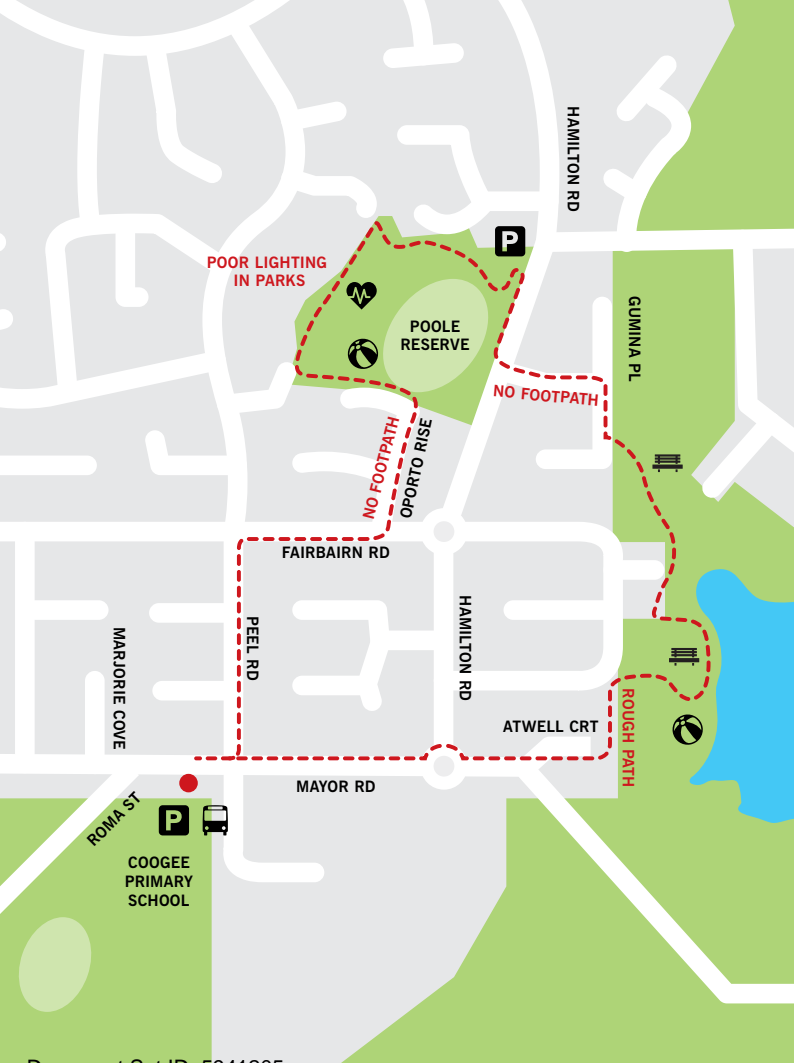 HAMILTON RD
P
POOR LIGHTING
IN PARKS
GUMINA PL
POOLE
RESERVE
NO FOOTPATH
NO FOOTPATH
OPORTO RISE
FAIRBAIRN RD
HAMILTON RD
PEEL RD
MARJORIE COVE
ROUGH PATH
ATWELL CRT
MAYOR RD
ROMA ST
P
COOGEE
PRIMARY
SCHOOL